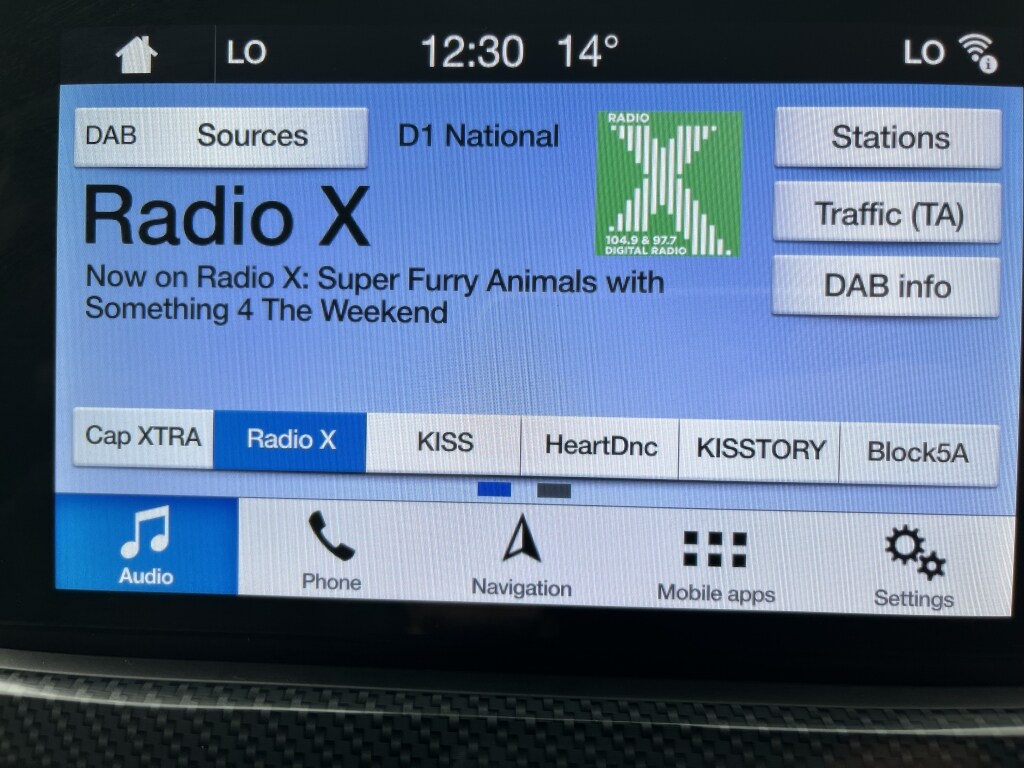 LO 12:30 14° LO
DAB Sources D1 National
RADIO
X
104.9 & 97.7
DIGITAL RADIO
Stations
Radio X
Traffic (TA)
Now on Radio X: Super Furry Animals with
Something 4 The Weekend
DAB info
Cap XTRA Radio X KISS HeartDnc KISSTORY Block5A
Audio Phone Navigation Mobile apps Settings